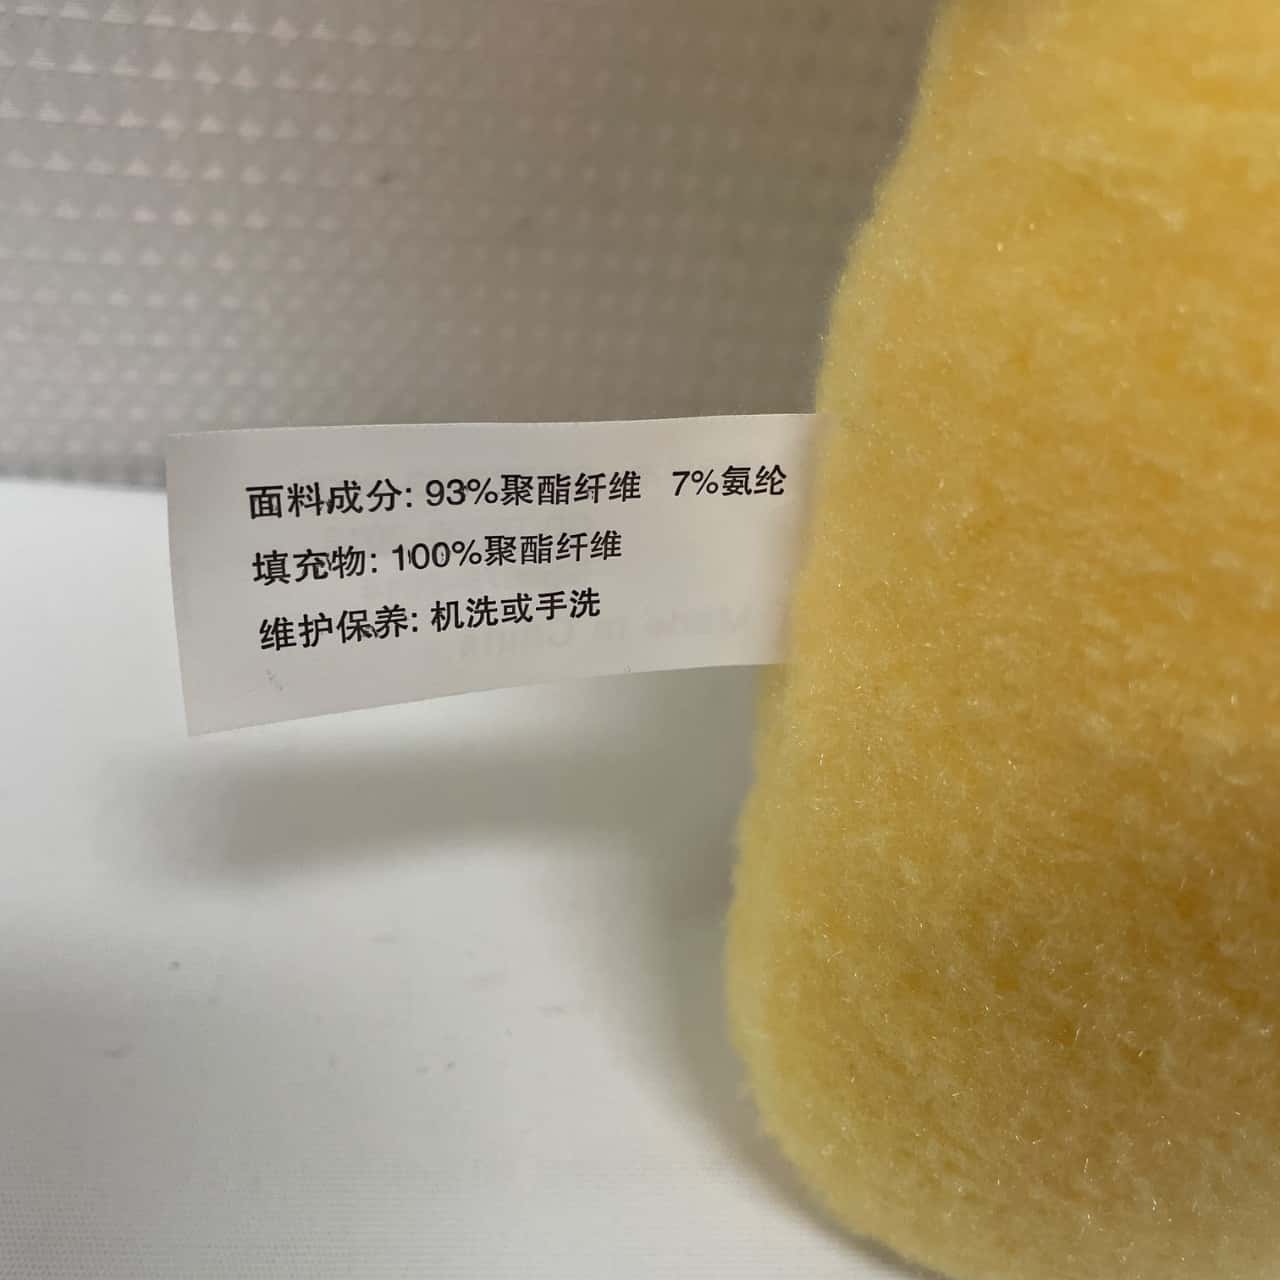 面料成分: 93%聚酯纤维 7%氨纶
填充物: 100%聚酯纤维
维护保养: 机洗或手洗